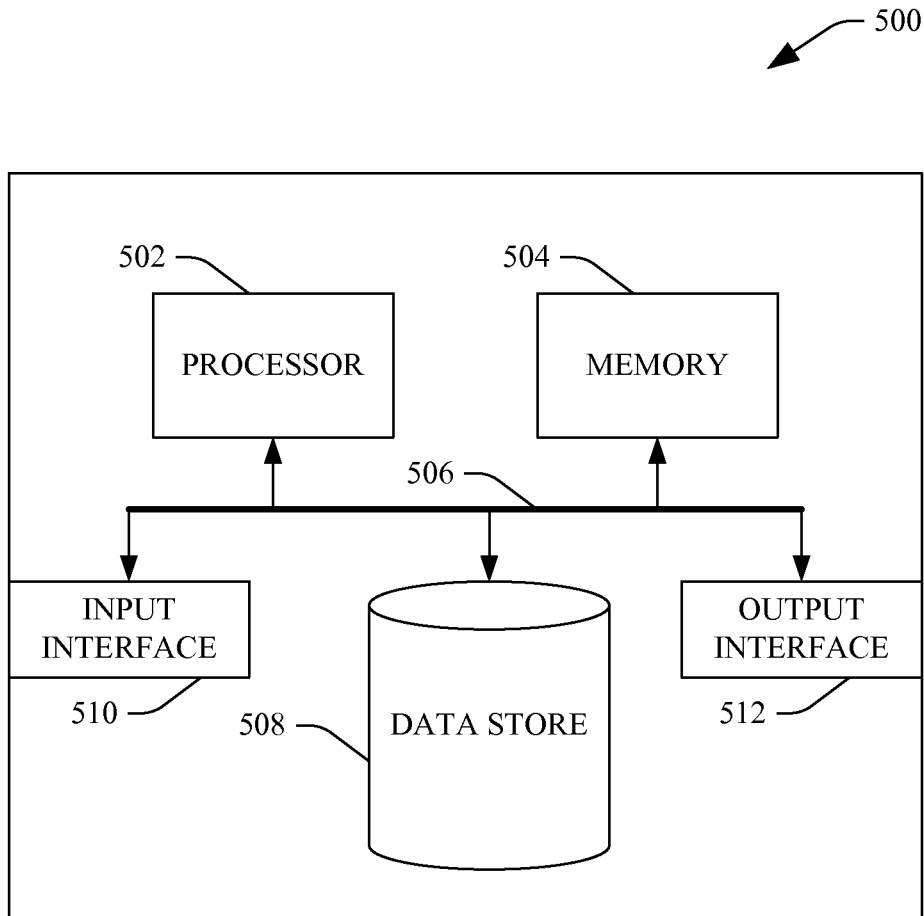 500
502
504
PROCESSOR
MEMORY
506
INPUT
INTERFACE
OUTPUT
INTERFACE
510
508
DATA STORE
512